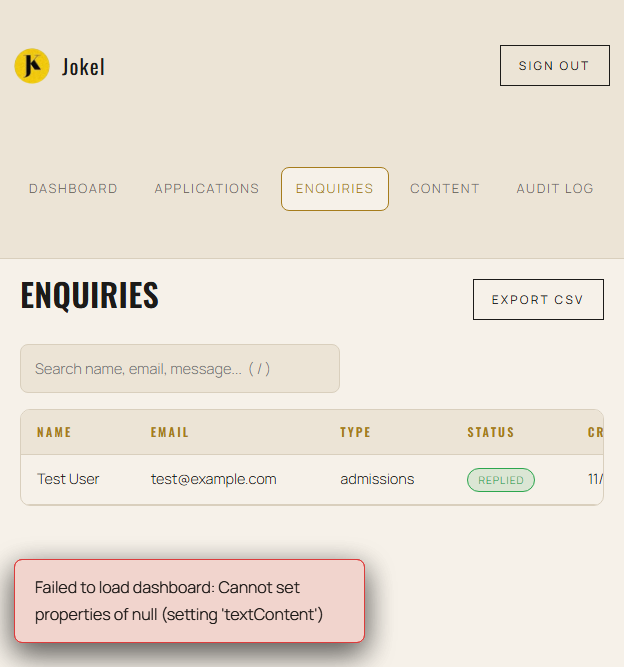 Jokel
SIGN OUT
DASHBOARD APPLICATIONS ENQUIRIES CONTENT AUDIT LOG
ENQUIRIES
EXPORT CSV
Search name, email, message... ( / )
NAME EMAIL TYPE STATUS CR
Test User test@example.com admissions REPLIED 11/
Failed to load dashboard: Cannot set
properties of null (setting 'textContent')